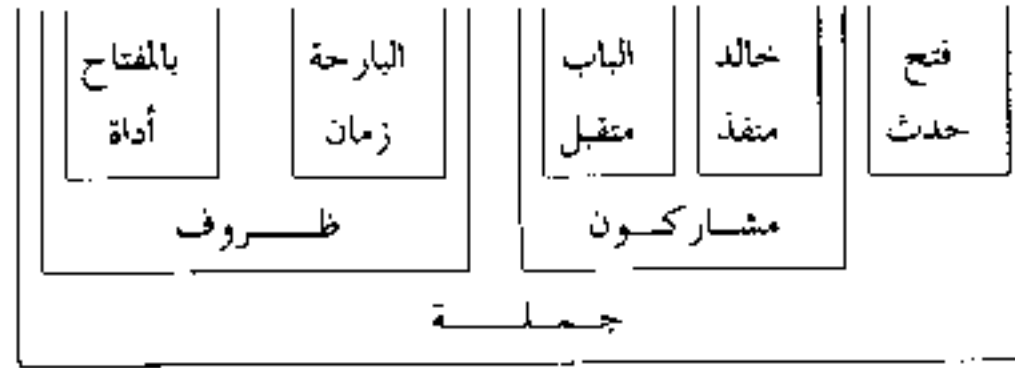 فتح خالد الباب البارحة بالمفتاح
حدث منفذ متقبل زمان أداة
مشاركون ظروف
جملة